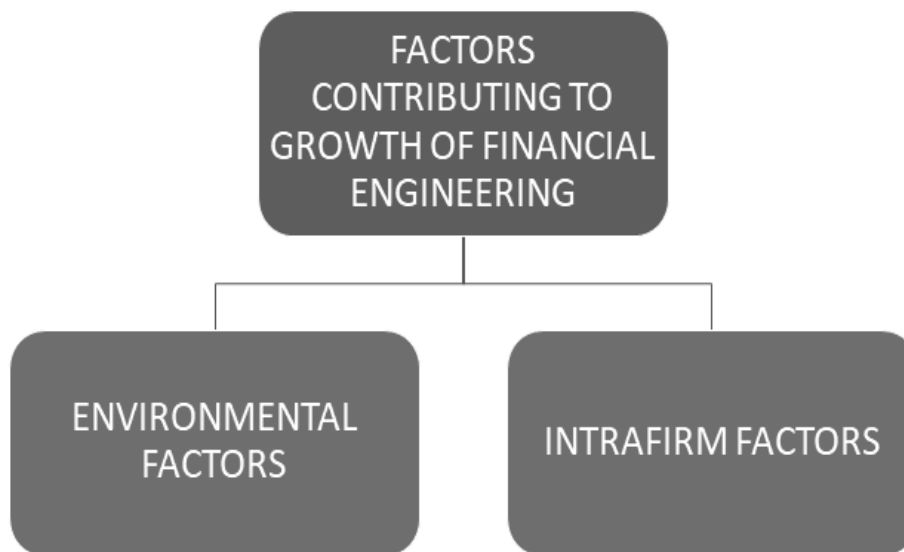 FACTORS
CONTRIBUTING TO
GROWTH OF FINANCIAL
ENGINEERING
ENVIRONMENTAL
FACTORS
INTRAFIRM FACTORS